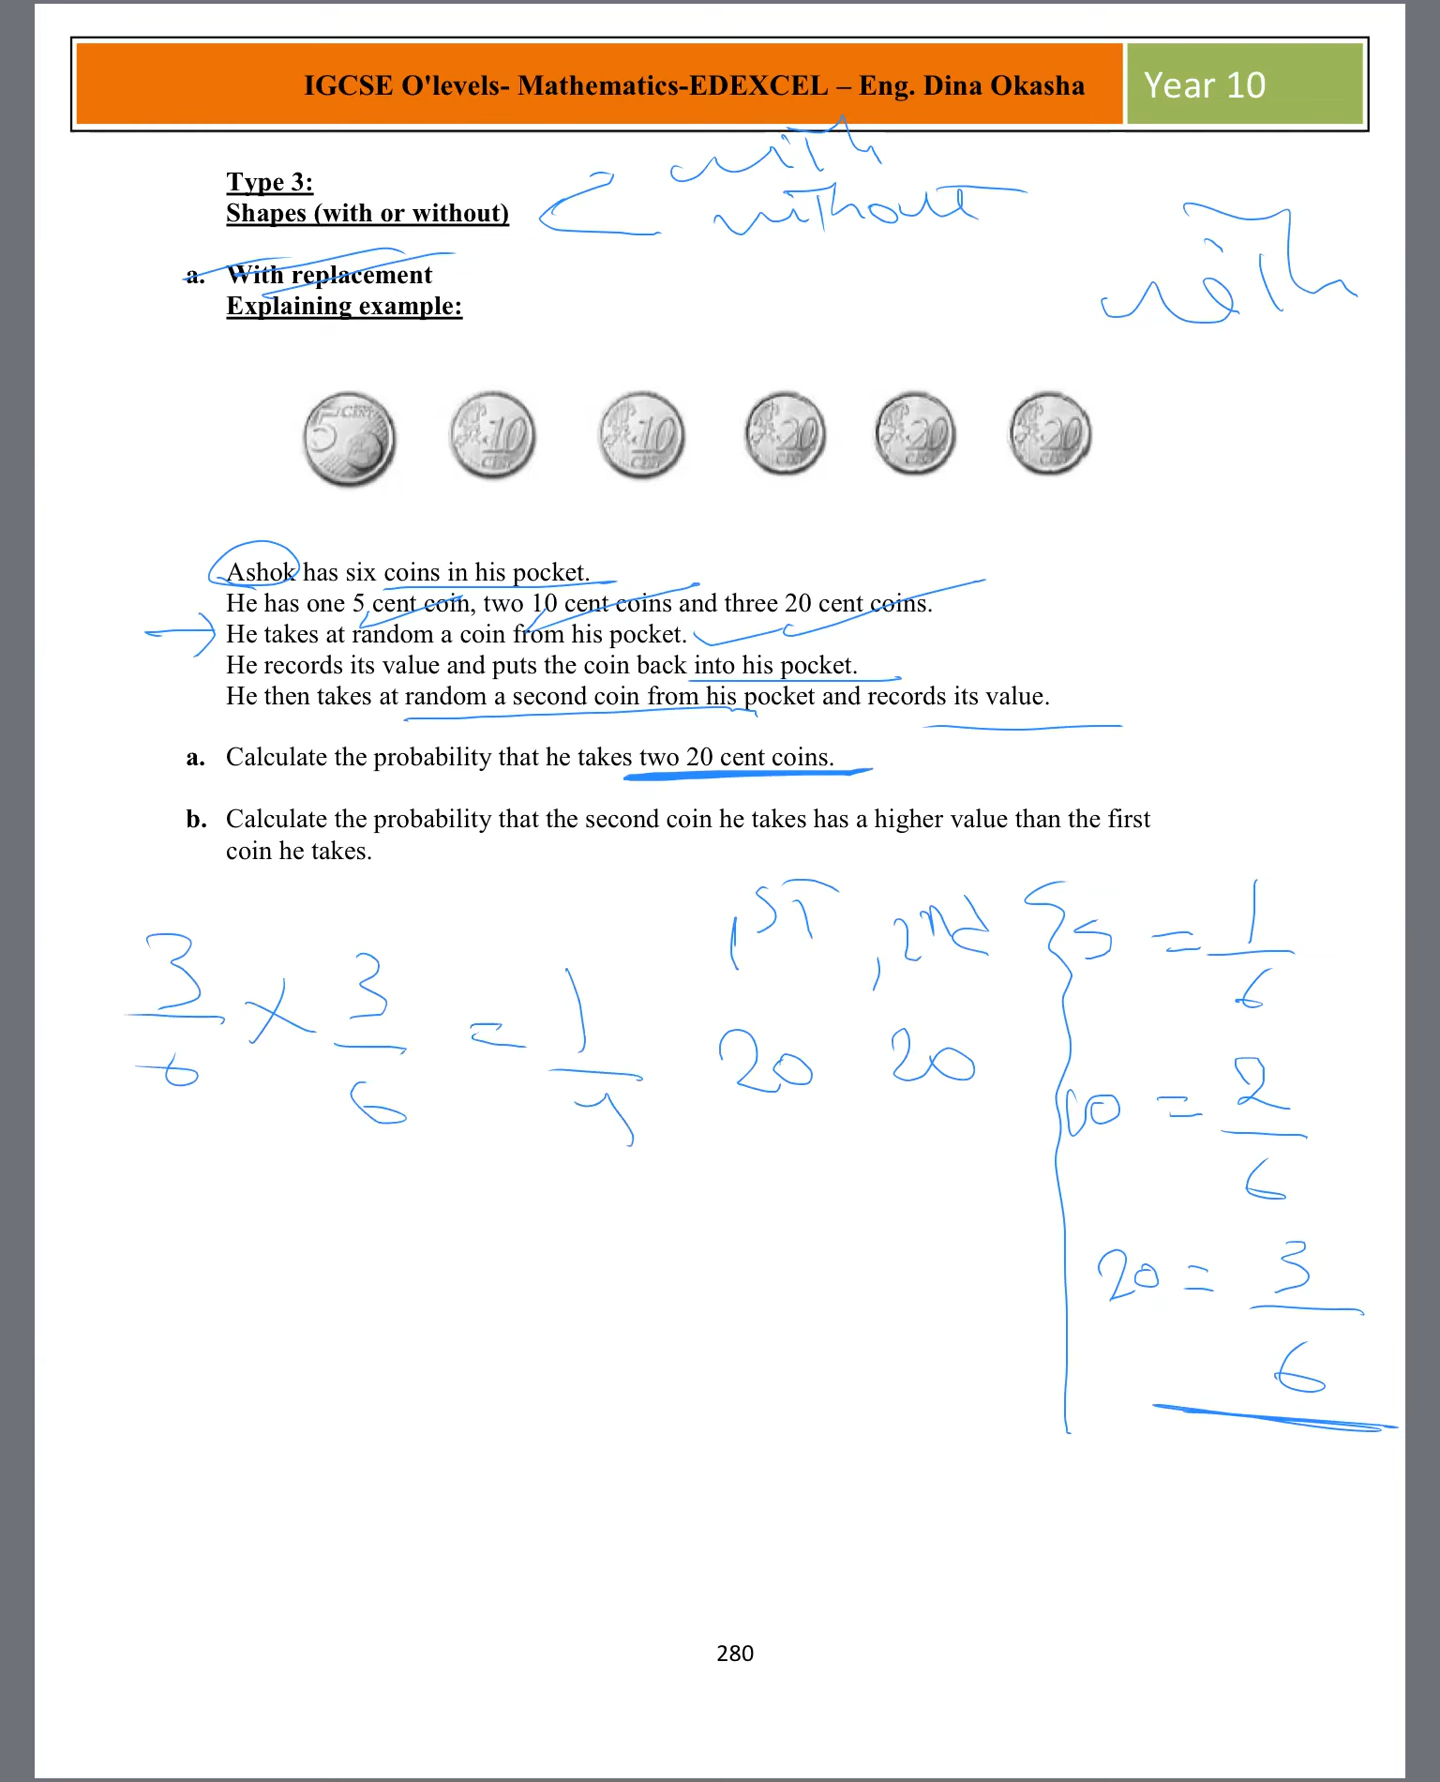 IGCSE O'levels- Mathematics-EDEXCEL – Eng. Dina Okasha
Year 10
Type 3:
Shapes (with or without)
with
without
with
a. With replacement
Explaining example:
5 CENT
10 CENT
10 CENT
20 CENT
20 CENT
20 CENT
Ashok has six coins in his pocket.
He has one 5 cent coin, two 10 cent coins and three 20 cent coins.
He takes at random a coin from his pocket.
He records its value and puts the coin back into his pocket.
He then takes at random a second coin from his pocket and records its value.
a. Calculate the probability that he takes two 20 cent coins.
b. Calculate the probability that the second coin he takes has a higher value than the first
coin he takes.
1ST, 2nd
20 20
3/6 × 3/6 = 1/4
5 = 1/6
10 = 2/6
20 = 3/6
280